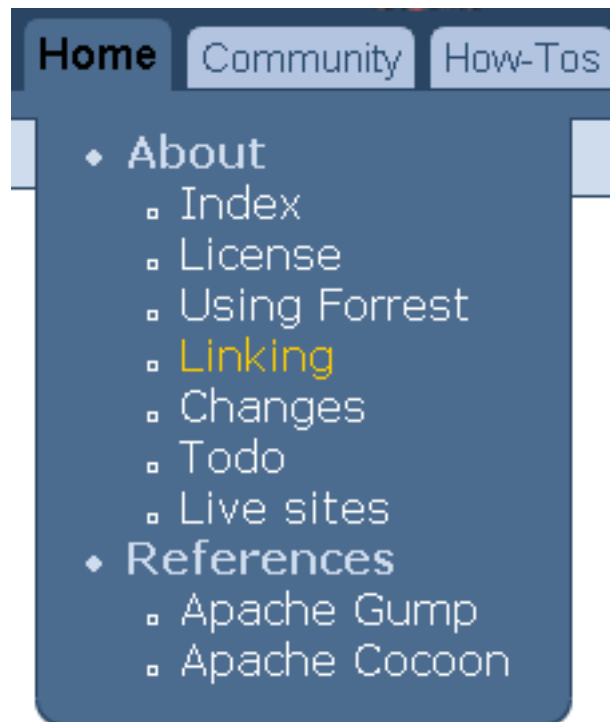 Home Community How-Tos
About
Index
License
Using Forrest
Linking
Changes
Todo
Live sites
References
Apache Gump
Apache Cocoon